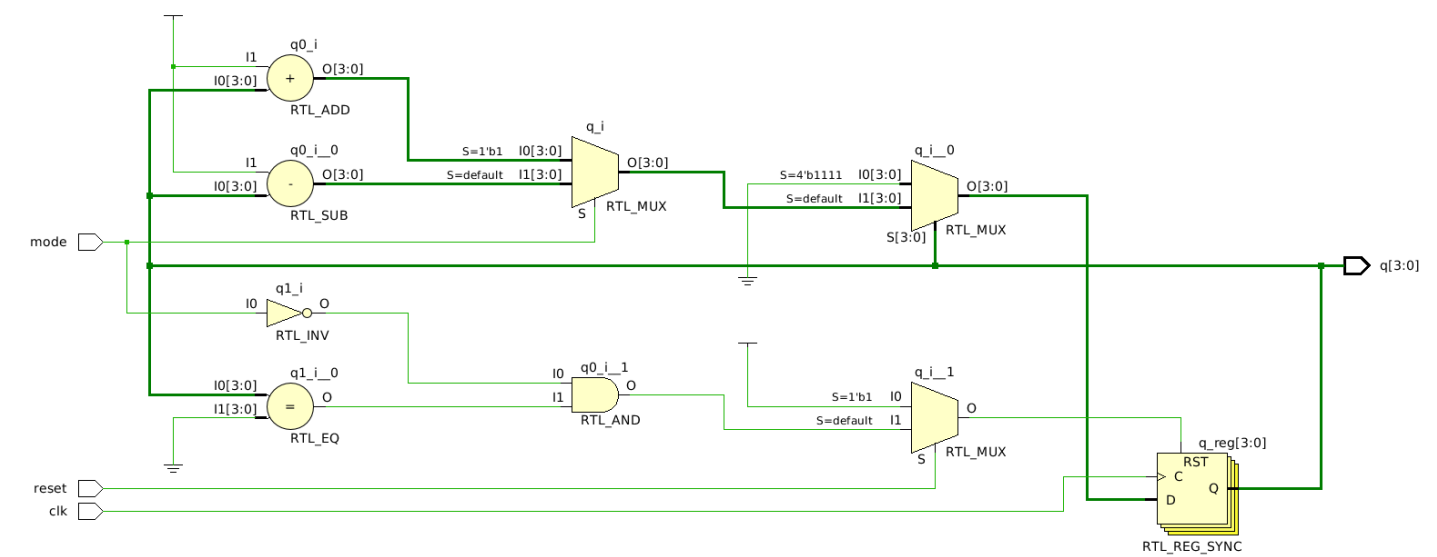 q0_i
I1
O[3:0]
I0[3:0]
+
RTL_ADD
q_i
S=1'b1
I0[3:0]
O[3:0]
S=default
I1[3:0]
S
RTL_MUX
q0_i__0
I1
O[3:0]
I0[3:0]
-
RTL_SUB
q_i__0
S=4'b1111
I0[3:0]
O[3:0]
S=default
I1[3:0]
S[3:0]
RTL_MUX
mode
q[3:0]
q1_i
I0
O
RTL_INV
q1_i__0
I0[3:0]
O
I1[3:0]
=
RTL_EQ
q0_i__1
I0
O
I1
RTL_AND
q_i__1
S=1'b1
I0
O
S=default
I1
S
RTL_MUX
q_reg[3:0]
RST
C
Q
D
RTL_REG_SYNC
reset
clk